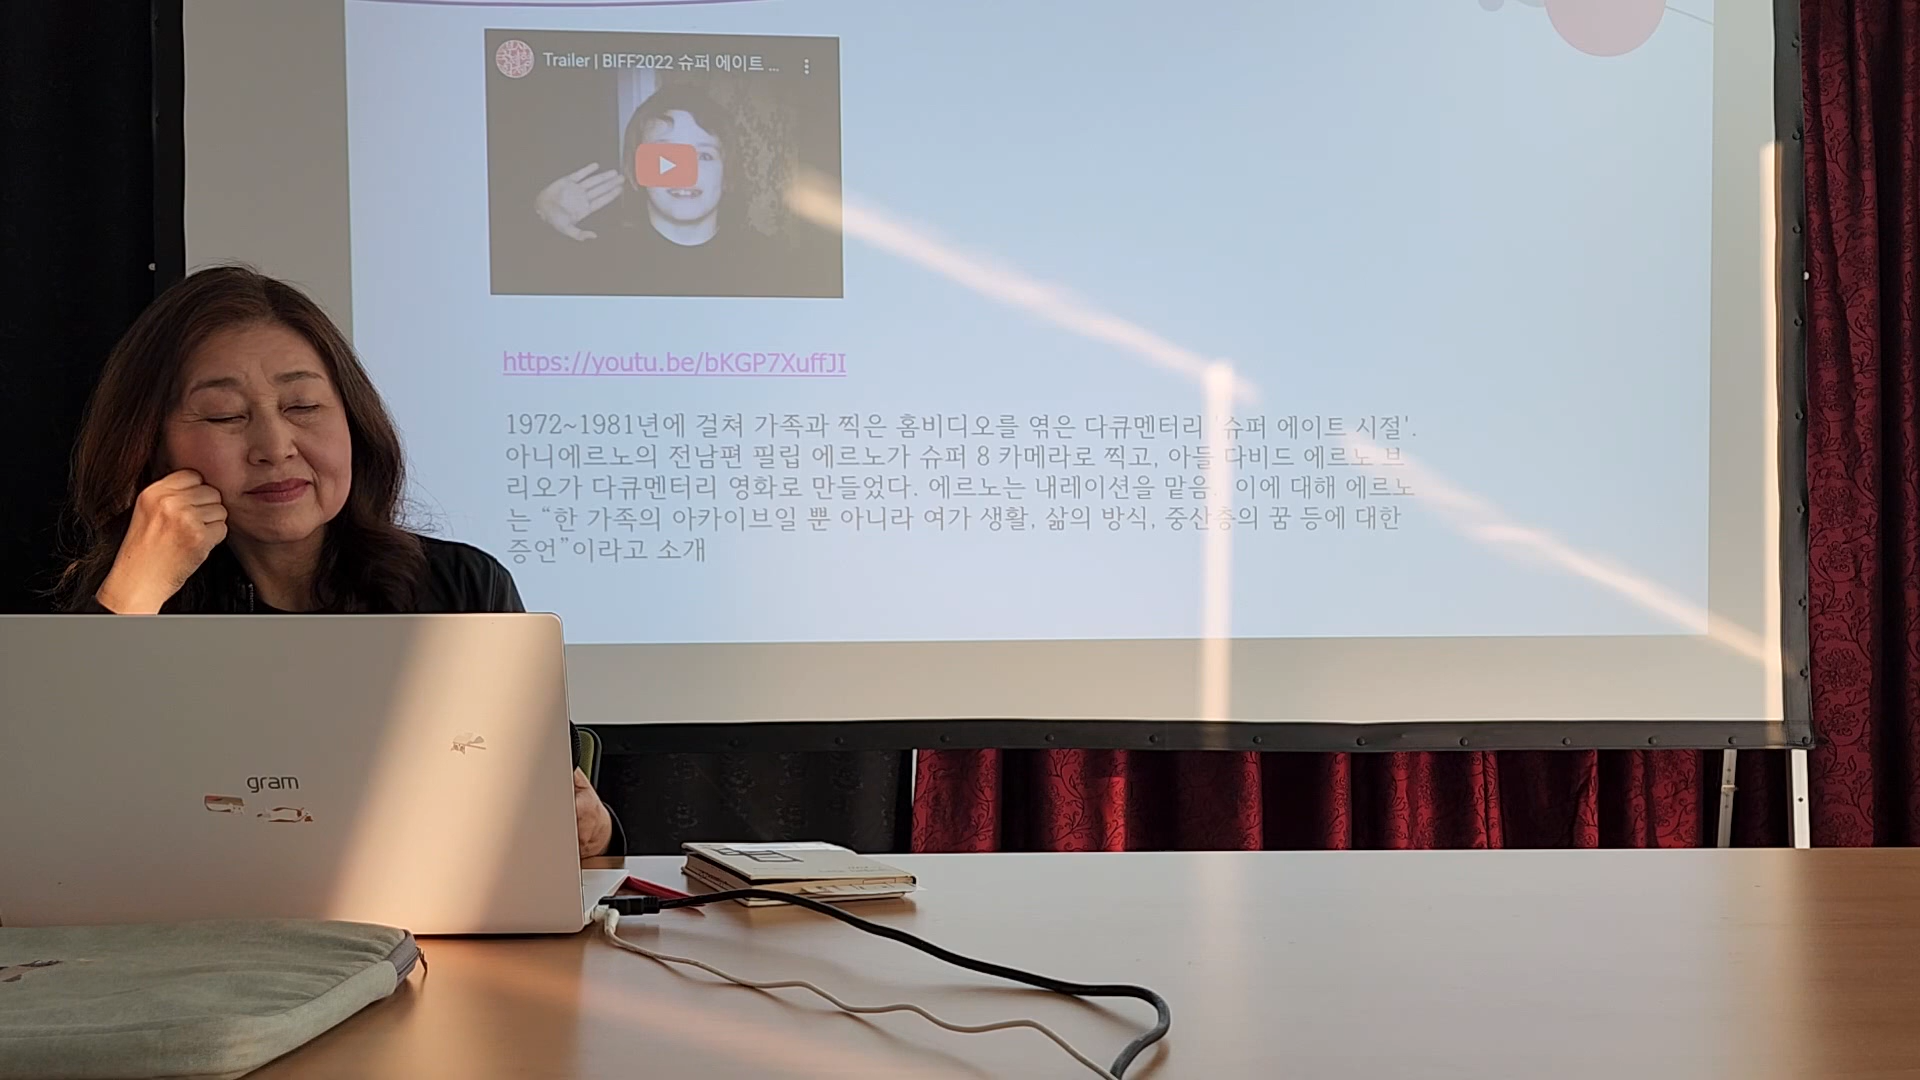 Trailer | BIFF2022 슈퍼 에이트 ...
https://youtu.be/bKGP7XuffJI
1972~1981년에 걸쳐 가족과 찍은 홈비디오를 엮은 다큐멘터리 '슈퍼 에이트 시절'.
아니에르노의 전남편 필립 에르노가 슈퍼 8 카메라로 찍고, 아들 다비드 에르노 브
리오가 다큐멘터리 영화로 만들었다. 에르노는 내레이션을 맡음. 이에 대해 에르노
는 “한 가족의 아카이브일 뿐 아니라 여가 생활, 삶의 방식, 중산층의 꿈 등에 대한
증언”이라고 소개
gram